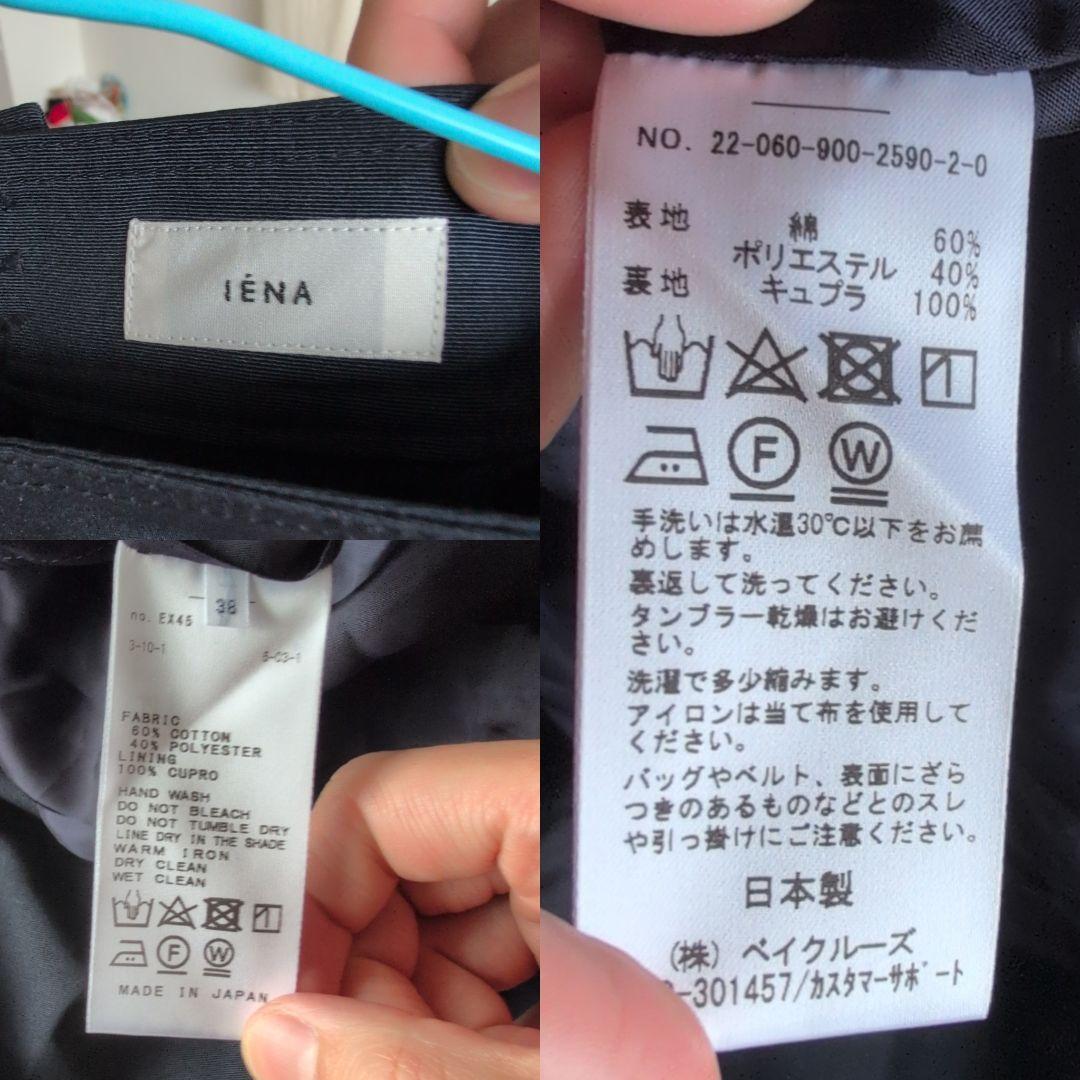 IÉNA
38
no. EX45
3-10-1 6-03-1
FABRIC
60% COTTON
40% POLYESTER
LINING
100% CUPRO
HAND WASH
DO NOT BLEACH
DO NOT TUMBLE DRY
LINE DRY IN THE SHADE
WARM IRON
DRY CLEAN
WET CLEAN
F W
MADE IN JAPAN
NO. 22-060-900-2590-2-0
表地 綿 60%
ポリエステル 40%
裏地 キュプラ 100%
F W
手洗いは水温30℃以下をお薦
めします。
裏返して洗ってください。
タンブラー乾燥はお避けくだ
さい。
洗濯で多少縮みます。
アイロンは当て布を使用して
ください。
バッグやベルト、表面にざら
つきのあるものなどとのスレ
や引っ掛けにご注意ください。
日本製
(株) ベイクルーズ
-301457/カスタマーサポート